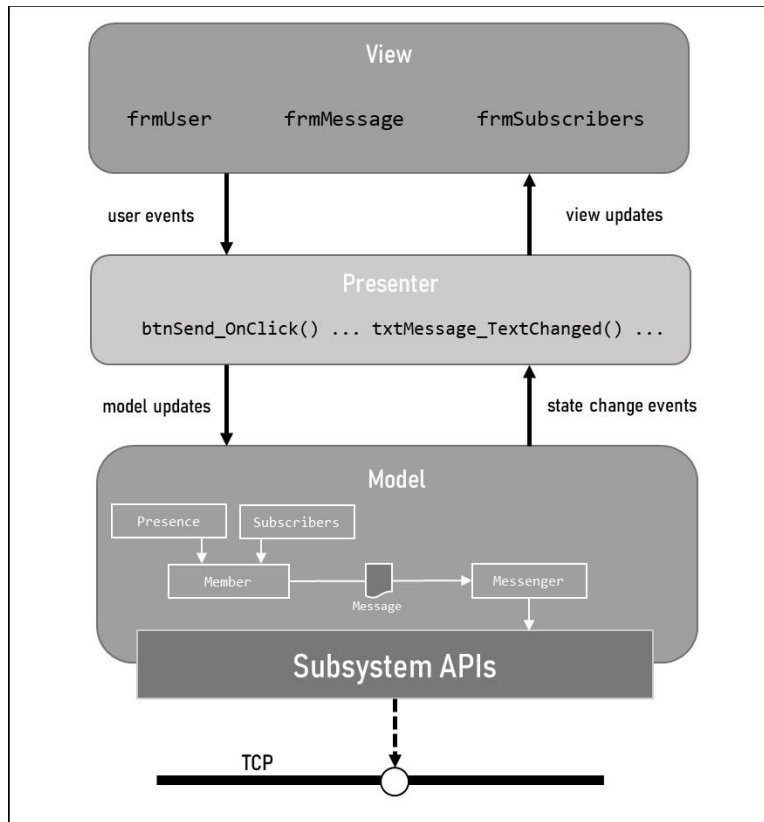 View
frmUser frmMessage frmSubscribers
user events view updates
Presenter
btnSend_OnClick() ... txtMessage_TextChanged() ...
model updates state change events
Model
Presence Subscribers
Member Messenger
Message
Subsystem APIs
TCP